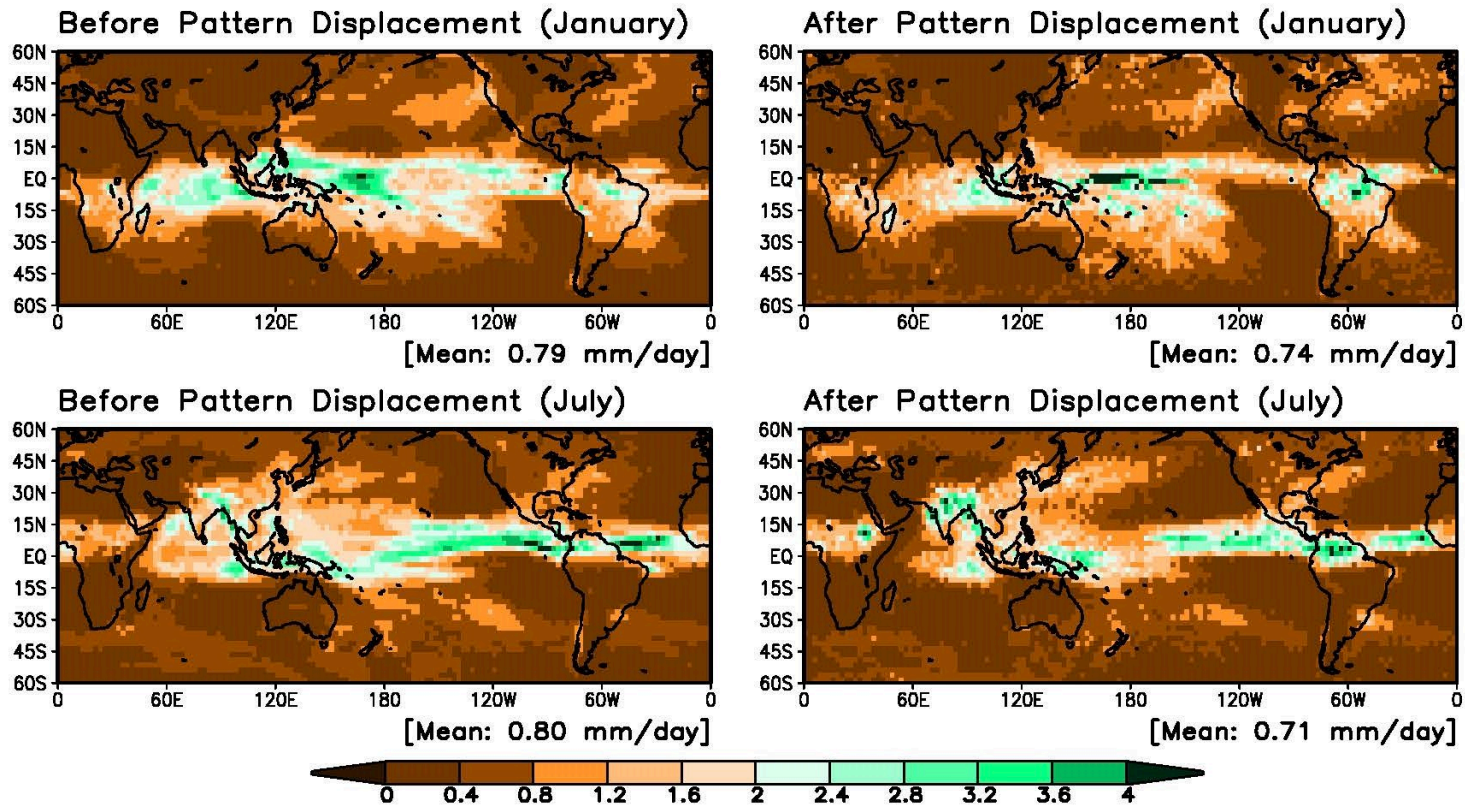 Before Pattern Displacement (January)
After Pattern Displacement (January)
60N
45N
30N
15N
EQ
15S
30S
45S
60S
0 60E 120E 180 120W 60W 0
[Mean: 0.79 mm/day]
60N
45N
30N
15N
EQ
15S
30S
45S
60S
0 60E 120E 180 120W 60W 0
[Mean: 0.74 mm/day]
Before Pattern Displacement (July)
After Pattern Displacement (July)
60N
45N
30N
15N
EQ
15S
30S
45S
60S
0 60E 120E 180 120W 60W 0
[Mean: 0.80 mm/day]
60N
45N
30N
15N
EQ
15S
30S
45S
60S
0 60E 120E 180 120W 60W 0
[Mean: 0.71 mm/day]
0 0.4 0.8 1.2 1.6 2 2.4 2.8 3.2 3.6 4